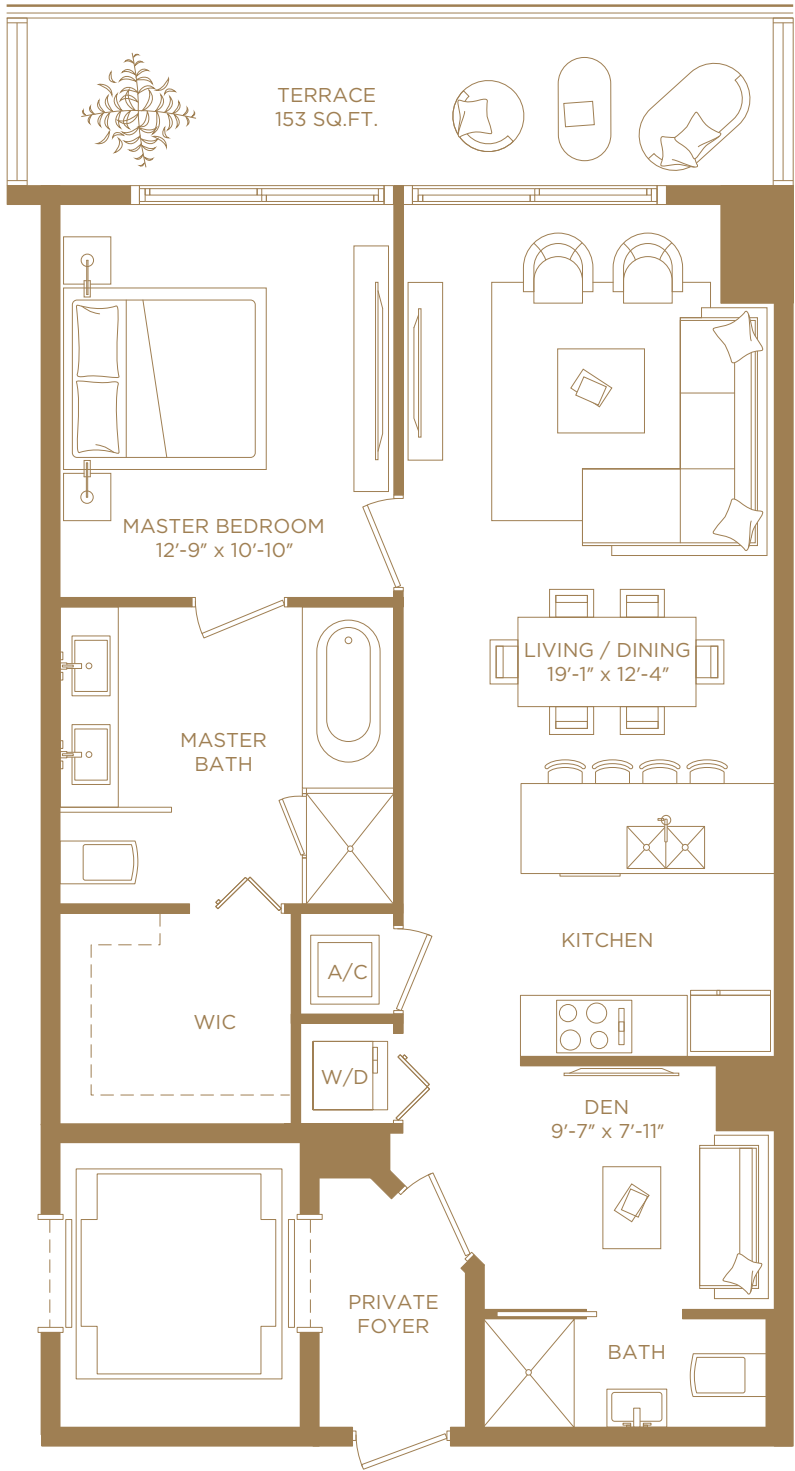 TERRACE
153 SQ.FT.
MASTER BEDROOM
12'-9" x 10'-10"
LIVING / DINING
19'-1" x 12'-4"
MASTER
BATH
KITCHEN
A/C
WIC
W/D
DEN
9'-7" x 7'-11"
PRIVATE
FOYER
BATH